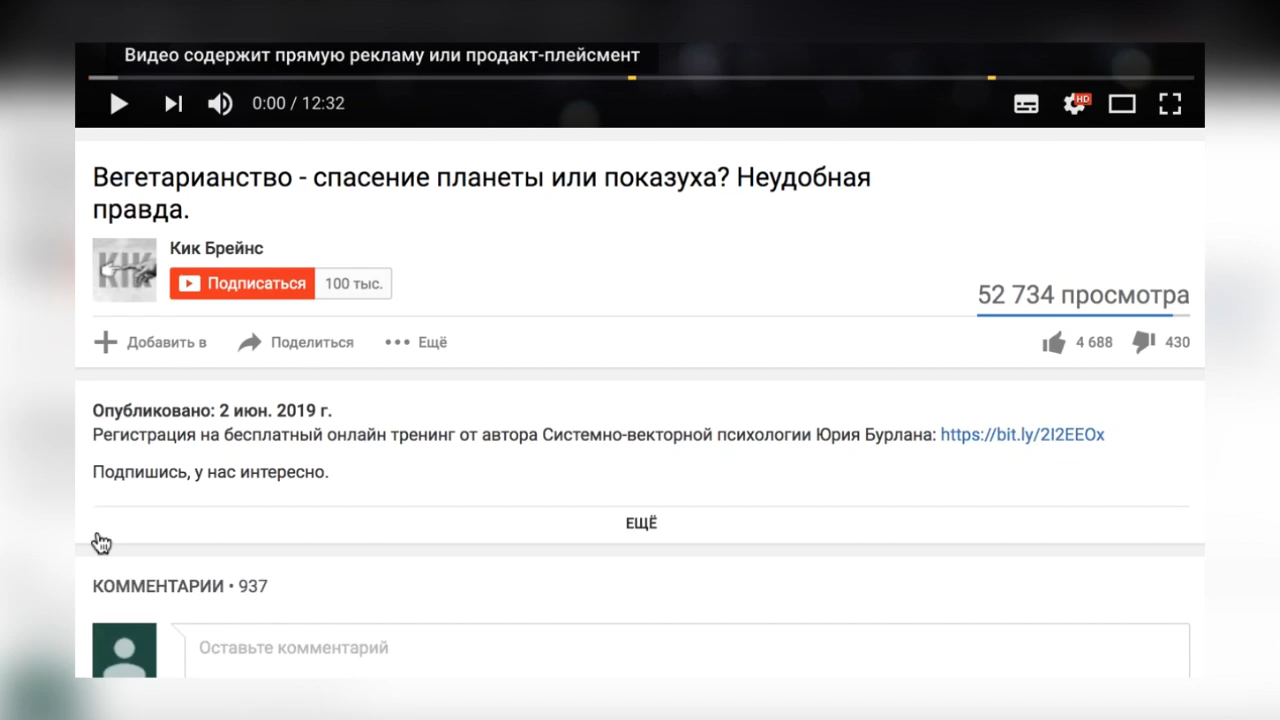 Видео содержит прямую рекламу или продакт-плейсмент
0:00 / 12:32
HD
Вегетарианство - спасение планеты или показуха? Неудобная
правда.
КИК
Кик Брейнс
Подписаться 100 тыс.
52 734 просмотра
Добавить в Поделиться ••• Ещё 4 688 430
Опубликовано: 2 июн. 2019 г.
Регистрация на бесплатный онлайн тренинг от автора Системно-векторной психологии Юрия Бурлана: https://bit.ly/2I2EEOx
Подпишись, у нас интересно.
ЕЩЁ
КОММЕНТАРИИ • 937
Оставьте комментарий